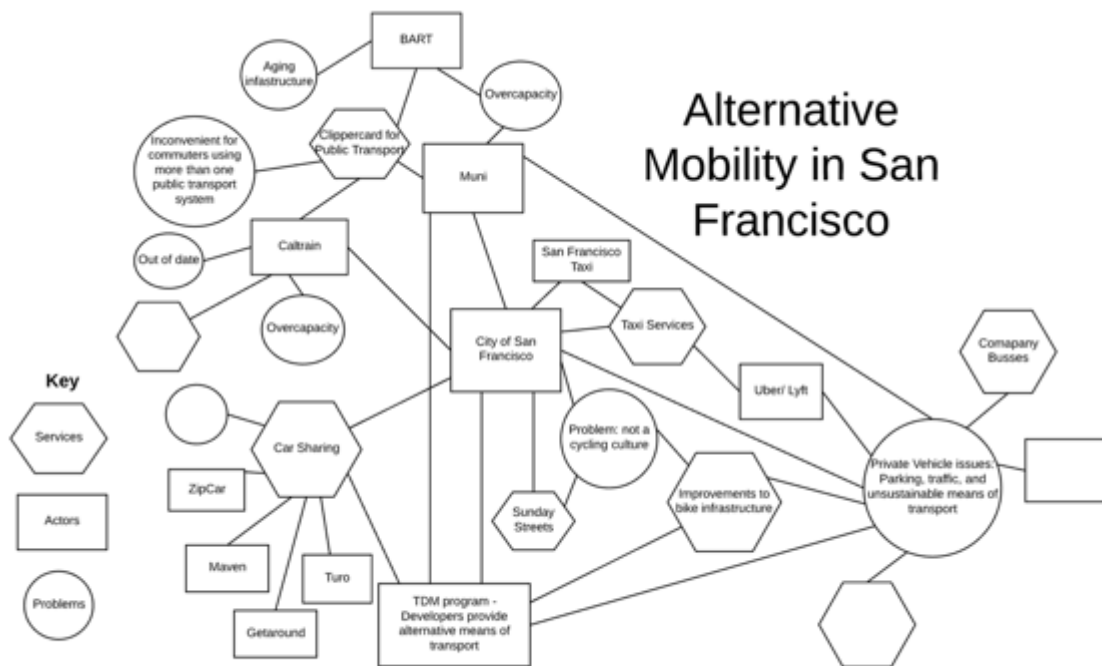 Alternative
Mobility in San
Francisco
BART
Aging
infastructure
Overcapacity
Clippercard for
Public Transport
Inconvenient for
commuters using
more than one
public transport
system
Muni
Caltrain
Out of date
Overcapacity
San Francisco
Taxi
Taxi Services
City of San
Francisco
Comapany
Busses
Uber/ Lyft
Key
Services
Actors
Problems
Car Sharing
ZipCar
Maven
Getaround
Turo
Problem: not a
cycling culture
Sunday
Streets
Improvements to
bike infrastructure
Private Vehicle issues:
Parking, traffic, and
unsustainable means of
transport
TDM program -
Developers provide
alternative means of
transport